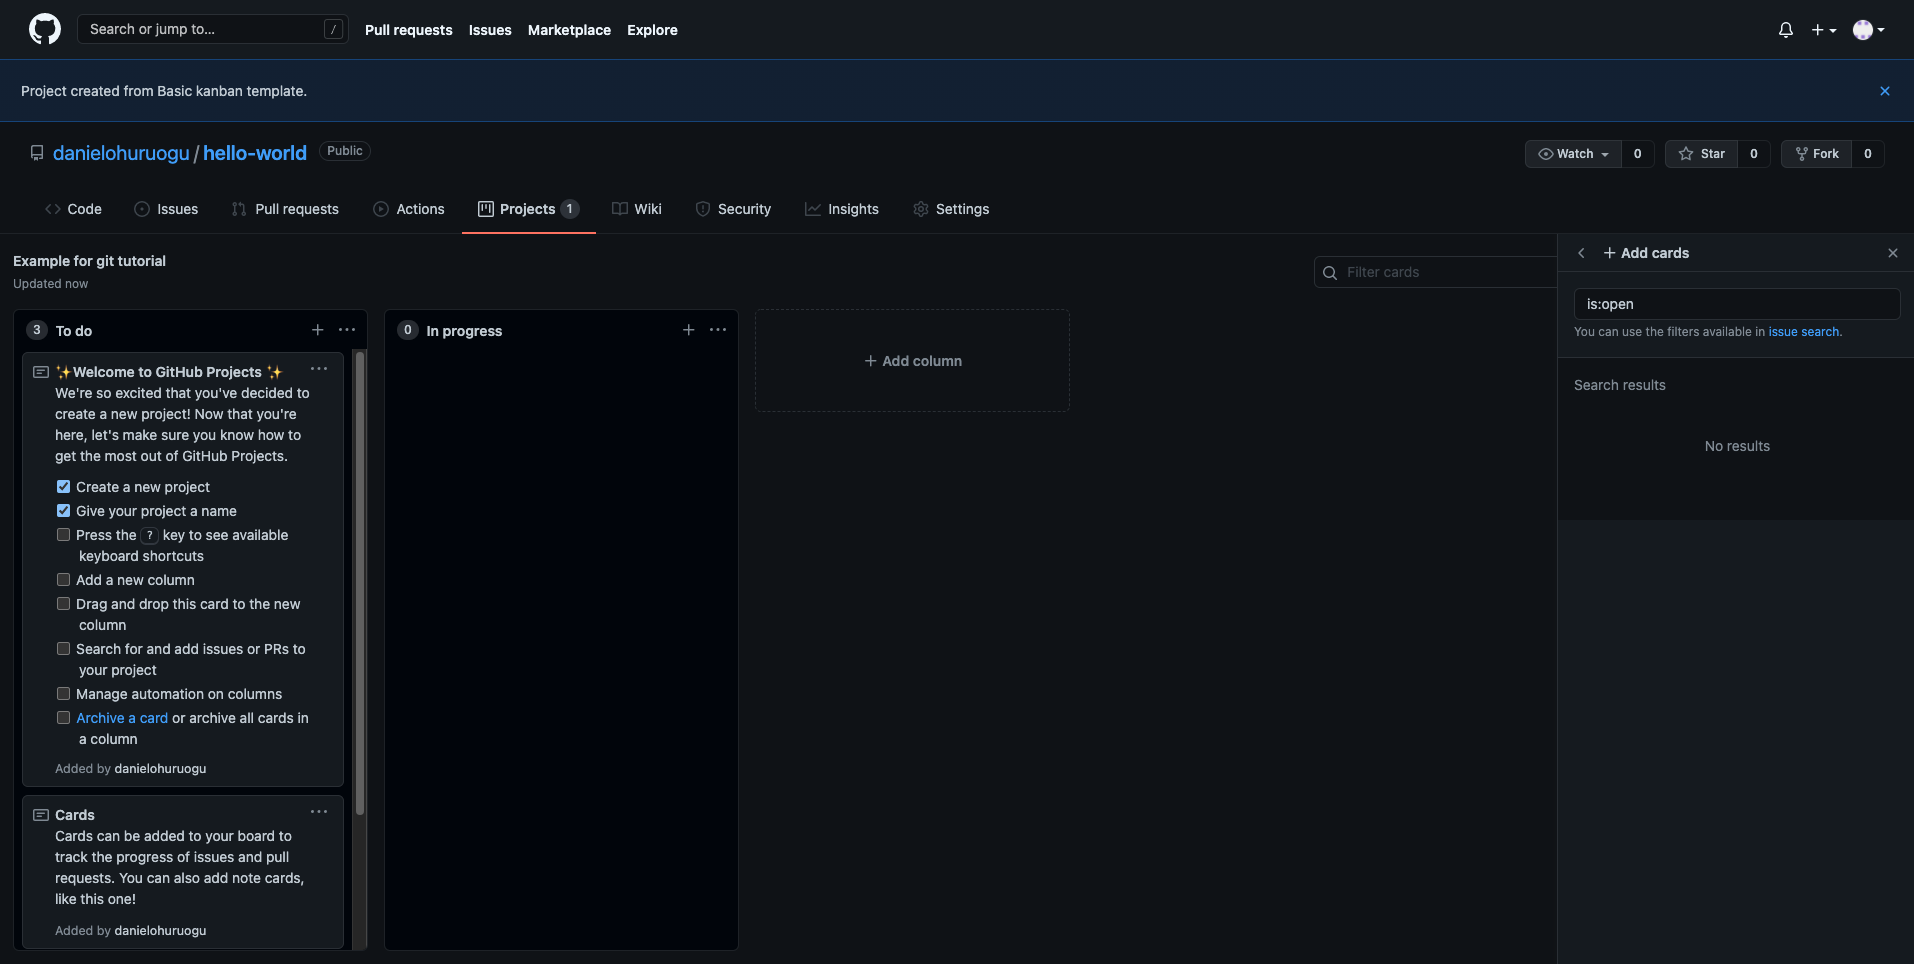 Search or jump to... /
Pull requests Issues Marketplace Explore
Project created from Basic kanban template.
danielohuruogu / hello-world Public
Watch 0 Star 0 Fork 0
Code Issues Pull requests Actions Projects 1 Wiki Security Insights Settings
Example for git tutorial
Updated now
Filter cards
3 To do
✨Welcome to GitHub Projects ✨
We're so excited that you've decided to
create a new project! Now that you're
here, let's make sure you know how to
get the most out of GitHub Projects.
Create a new project
Give your project a name
Press the ? key to see available
keyboard shortcuts
Add a new column
Drag and drop this card to the new
column
Search for and add issues or PRs to
your project
Manage automation on columns
Archive a card or archive all cards in
a column
Added by danielohuruogu
Cards
Cards can be added to your board to
track the progress of issues and pull
requests. You can also add note cards,
like this one!
Added by danielohuruogu
0 In progress
+ Add column
+ Add cards
is:open
You can use the filters available in issue search.
Search results
No results